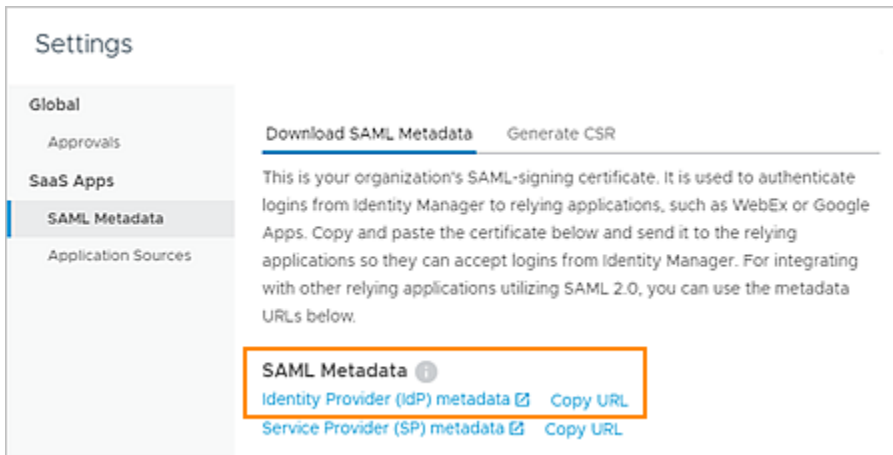 Settings
Global
Approvals
SaaS Apps
SAML Metadata
Application Sources
Download SAML Metadata
Generate CSR
This is your organization's SAML-signing certificate. It is used to authenticate
logins from Identity Manager to relying applications, such as WebEx or Google
Apps. Copy and paste the certificate below and send it to the relying
applications so they can accept logins from Identity Manager. For integrating
with other relying applications utilizing SAML 2.0, you can use the metadata
URLs below.
SAML Metadata
Identity Provider (IdP) metadata Copy URL
Service Provider (SP) metadata Copy URL